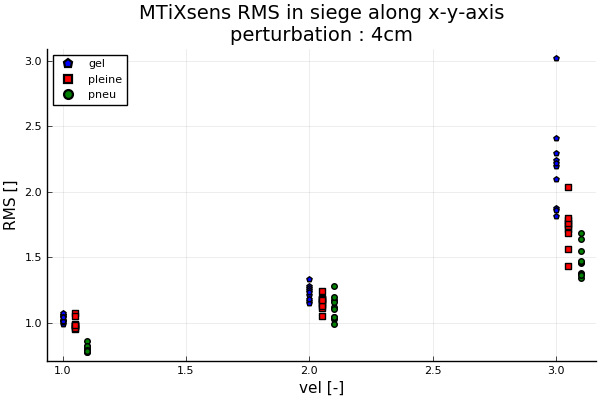 MTiXsens RMS in siege along x-y-axis
perturbation : 4cm
gel
pleine
pneu
RMS []
3.0
2.5
2.0
1.5
1.0
1.0
1.5
2.0
2.5
3.0
vel [-]